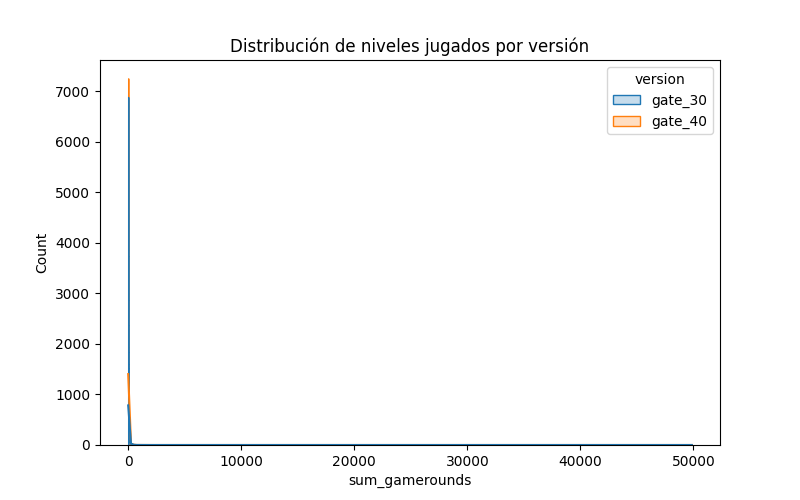 Distribución de niveles jugados por versión
version
gate_30
gate_40
Count
7000
6000
5000
4000
3000
2000
1000
0
0 10000 20000 30000 40000 50000
sum_gamerounds